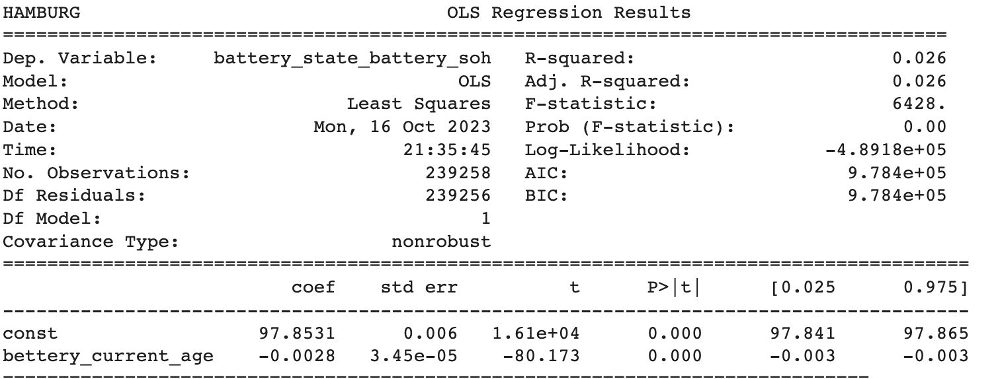 HAMBURG OLS Regression Results
==============================================================================
Dep. Variable: battery_state_battery_soh R-squared: 0.026
Model: OLS Adj. R-squared: 0.026
Method: Least Squares F-statistic: 6428.
Date: Mon, 16 Oct 2023 Prob (F-statistic): 0.00
Time: 21:35:45 Log-Likelihood: -4.8918e+05
No. Observations: 239258 AIC: 9.784e+05
Df Residuals: 239256 BIC: 9.784e+05
Df Model: 1
Covariance Type: nonrobust
==============================================================================
coef std err t P>|t| [0.025 0.975]
------------------------------------------------------------------------------
const 97.8531 0.006 1.61e+04 0.000 97.841 97.865
bettery_current_age -0.0028 3.45e-05 -80.173 0.000 -0.003 -0.003
------------------------------------------------------------------------------